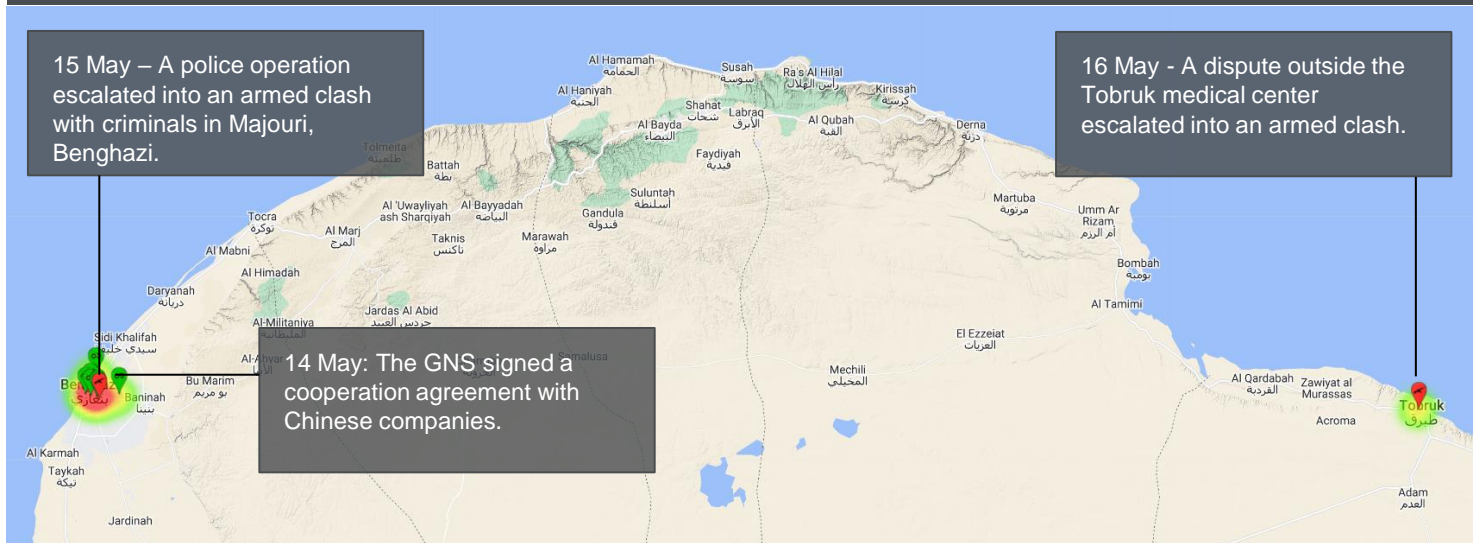 15 May – A police operation
escalated into an armed clash
with criminals in Majouri,
Benghazi.
16 May - A dispute outside the
Tobruk medical center
escalated into an armed clash.
14 May: The GNS signed a
cooperation agreement with
Chinese companies.
Al Hamamah
الحمامه
Susah
سوسة
Ra's Al Hilal
رأس الهلال
Al Haniyah
الحنية
Kirissah
كرسة
Shahat
شحات
Labraq
الأبرق
Al Qubah
القبة
Al Bayda
البيضاء
Derna
درنة
Tolmeita
طلميثة
Battah
بطة
Faydiyah
فيدية
Suluntah
أسلنطة
Martuba
مرتوبة
Al 'Uwayliyah
ash Sharqiyah
Al Bayyadah
البياضة
Gandula
قندولة
Umm Ar
Rizam
أم الرزم
Tocra
توكرة
Al Marj
المرج
Taknis
تاكنس
Marawah
مراوة
Al Mabni
Al Himadah
Bombah
بومبة
Daryanah
دريانة
Jardas Al Abid
جردس العبيد
Al Tamimi
Al-Militaniya
Sidi Khalifah
El Ezzeiat
العزيات
Samalusa
Mechili
المخيلي
Bu Marim
بو مريم
Baninah
بنينا
بنغازي
Al Qardabah
القردبة
Zawiyat al
Murassas
Tobruk
طبرق
Acroma
Al Karmah
Taykah
تيكة
Jardinah
Adam
العدم